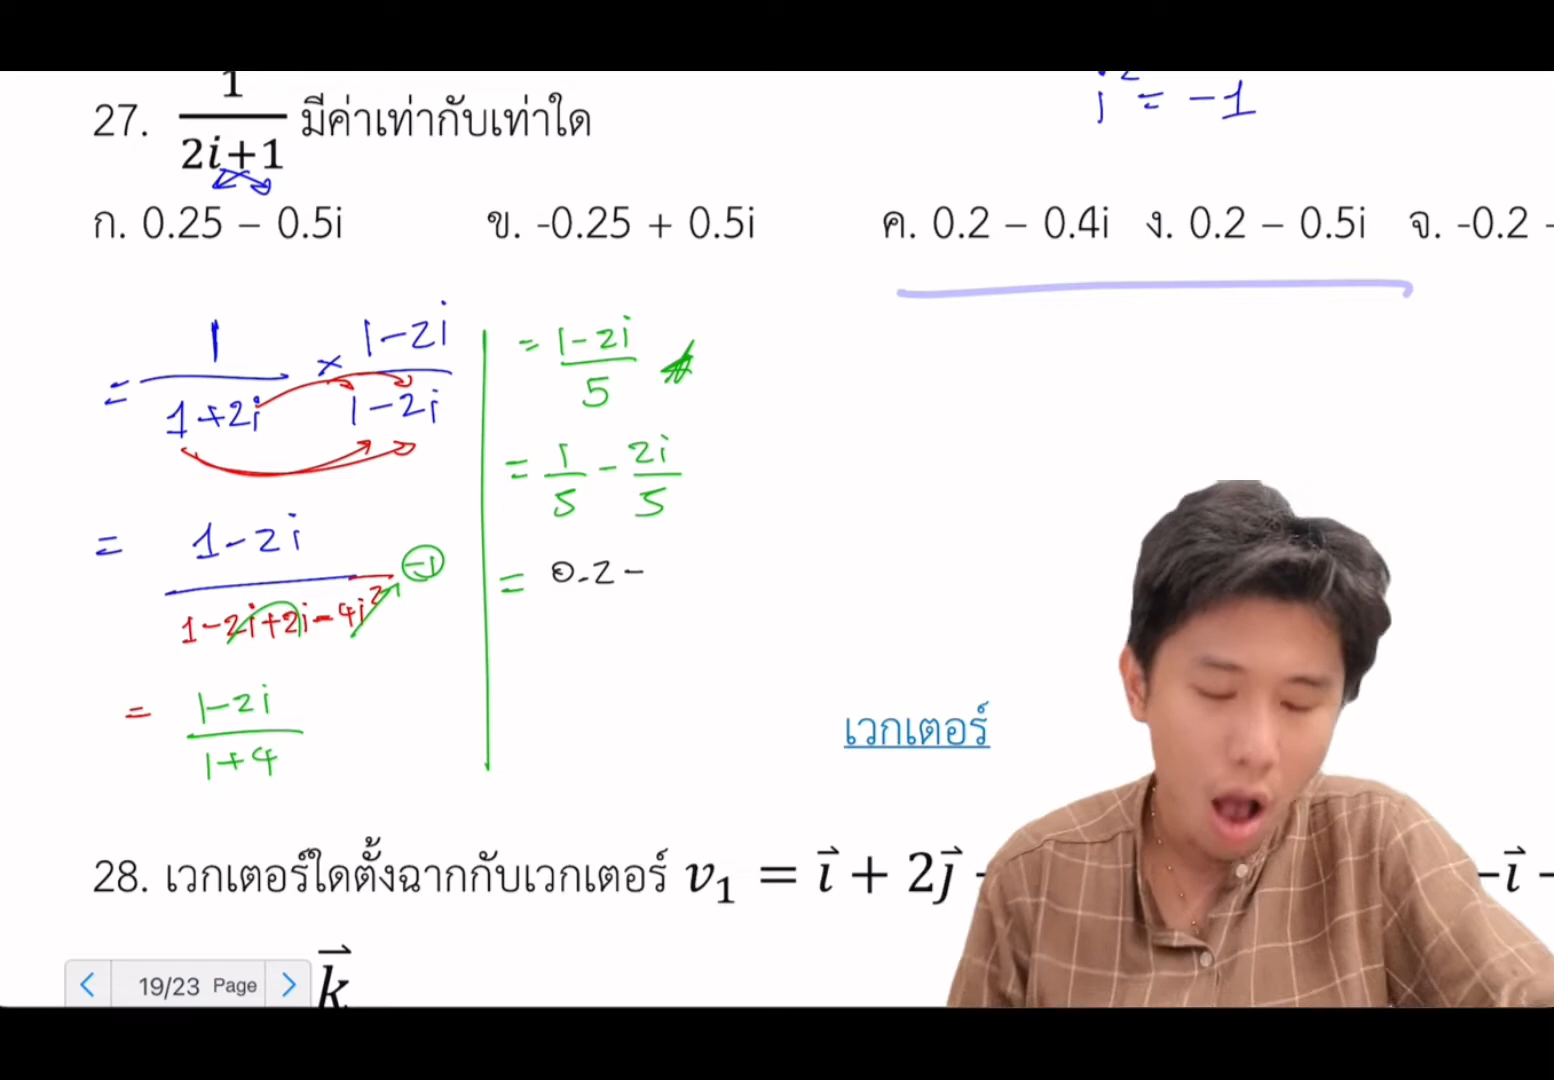 i² = -1
27. 1/(2i+1) มีค่าเท่ากับเท่าใด
ก. 0.25 – 0.5i ข. -0.25 + 0.5i ค. 0.2 – 0.4i ง. 0.2 – 0.5i จ. -0.2 -
= 1/(1+2i) × (1-2i)/(1-2i)
= (1-2i)/(1-2i+2i-4i²) -1
= (1-2i)/(1+4)
= (1-2i)/5
= 1/5 - 2i/5
= 0.2 -
เวกเตอร์
28. เวกเตอร์ใดตั้งฉากกับเวกเตอร์ v₁ = i⃗ + 2j⃗ - -i⃗ -
k⃗
19/23 Page